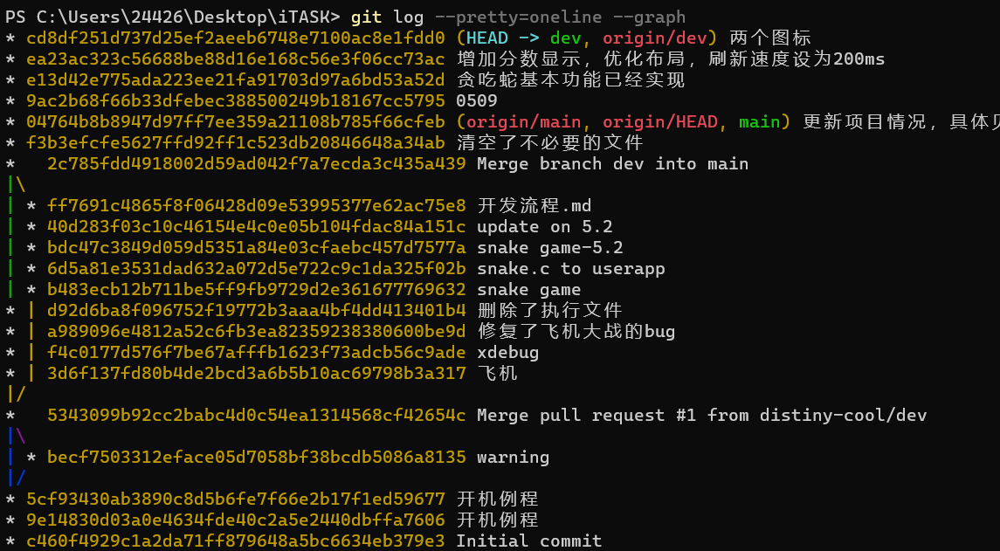 PS C:\Users\24426\Desktop\iTASK> git log --pretty=oneline --graph
* cd8df251d737d25ef2aeeb6748e7100ac8e1fdd0 (HEAD -> dev, origin/dev) 两个图标
* ea23ac323c56688be88d16e168c56e3f06cc73ac 增加分数显示，优化布局，刷新速度设为200ms
* e13d42e775ada223ee21fa91703d97a6bd53a52d 贪吃蛇基本功能已经实现
* 9ac2b68f66b33dfebec388500249b18167cc5795 0509
* 04764b8b8947d97ff7ee359a21108b785f66cfeb (origin/main, origin/HEAD, main) 更新项目情况，具体见
* f3b3efcfe5627ffd92ff1c523db20846648a34ab 清空了不必要的文件
*   2c785fdd4918002d59ad042f7a7ecda3c435a439 Merge branch dev into main
|\
| * ff7691c4865f8f06428d09e53995377e62ac75e8 开发流程.md
| * 40d283f03c10c46154e4c0e05b104fdac84a151c update on 5.2
| * bdc47c3849d059d5351a84e03cfaebc457d7577a snake game-5.2
| * 6d5a81e3531dad632a072d5e722c9c1da325f02b snake.c to userapp
| * b483ecb12b711be5ff9fb9729d2e361677769632 snake game
* | d92d6ba8f096752f19772b3aaa4bf4dd413401b4 删除了执行文件
* | a989096e4812a52c6fb3ea82359238380600be9d 修复了飞机大战的bug
* | f4c0177d576f7be67afffb1623f73adcb56c9ade xdebug
* | 3d6f137fd80b4de2bcd3a6b5b10ac69798b3a317 飞机
|/
*   5343099b92cc2babc4d0c54ea1314568cf42654c Merge pull request #1 from distiny-cool/dev
|\
| * becf7503312eface05d7058bf38bcdb5086a8135 warning
|/
* 5cf93430ab3890c8d5b6fe7f66e2b17f1ed59677 开机例程
* 9e14830d03a0e4634fde40c2a5e2440dbffa7606 开机例程
* c460f4929c1a2da71ff879648a5bc6634eb379e3 Initial commit